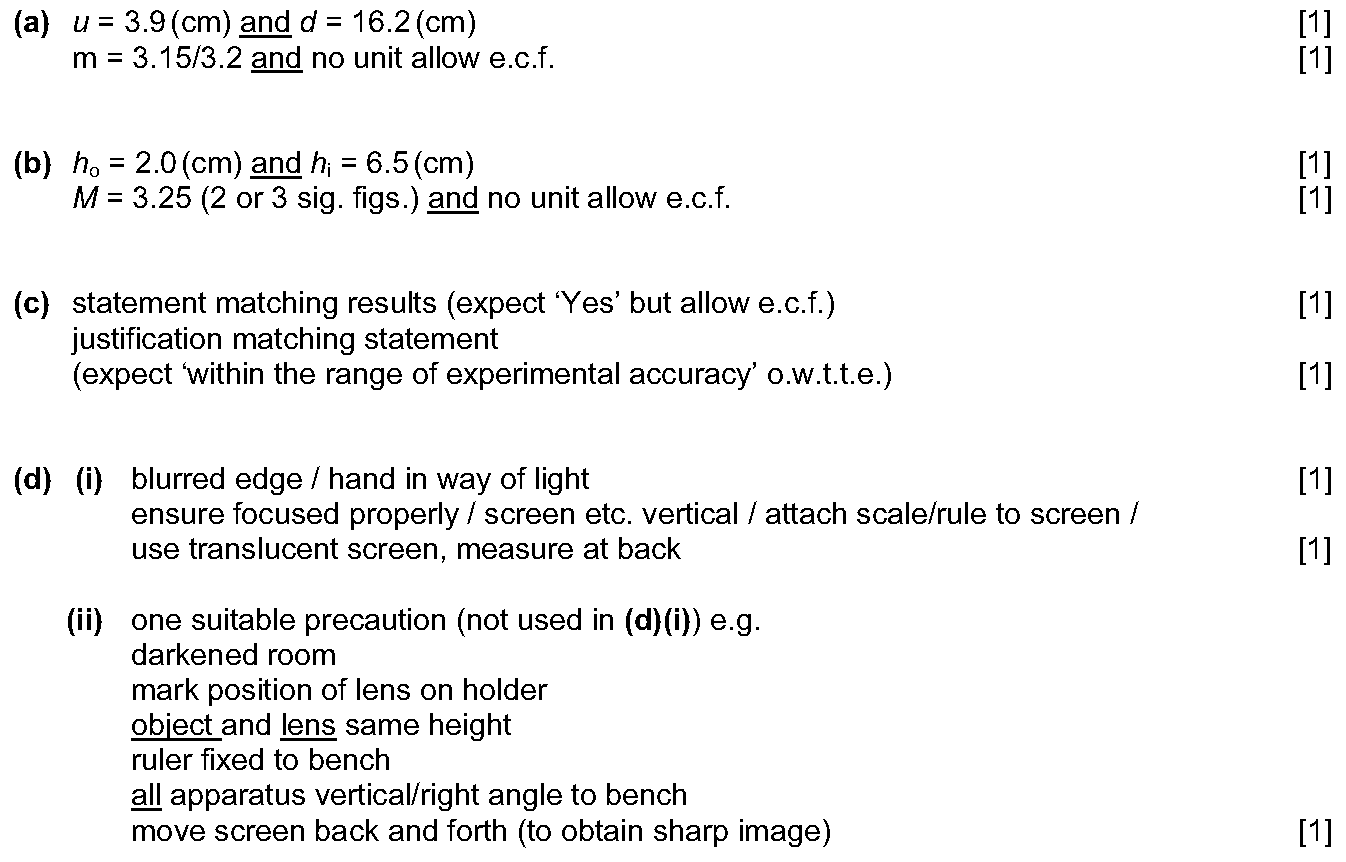 (a) u = 3.9 (cm) and d = 16.2 (cm) [1]
m = 3.15/3.2 and no unit allow e.c.f. [1]
(b) hₒ = 2.0 (cm) and hᵢ = 6.5 (cm) [1]
M = 3.25 (2 or 3 sig. figs.) and no unit allow e.c.f. [1]
(c) statement matching results (expect ‘Yes’ but allow e.c.f.) [1]
justification matching statement
(expect ‘within the range of experimental accuracy’ o.w.t.t.e.) [1]
(d) (i) blurred edge / hand in way of light [1]
ensure focused properly / screen etc. vertical / attach scale/rule to screen /
use translucent screen, measure at back [1]
(ii) one suitable precaution (not used in (d)(i)) e.g.
darkened room
mark position of lens on holder
object and lens same height
ruler fixed to bench
all apparatus vertical/right angle to bench
move screen back and forth (to obtain sharp image) [1]